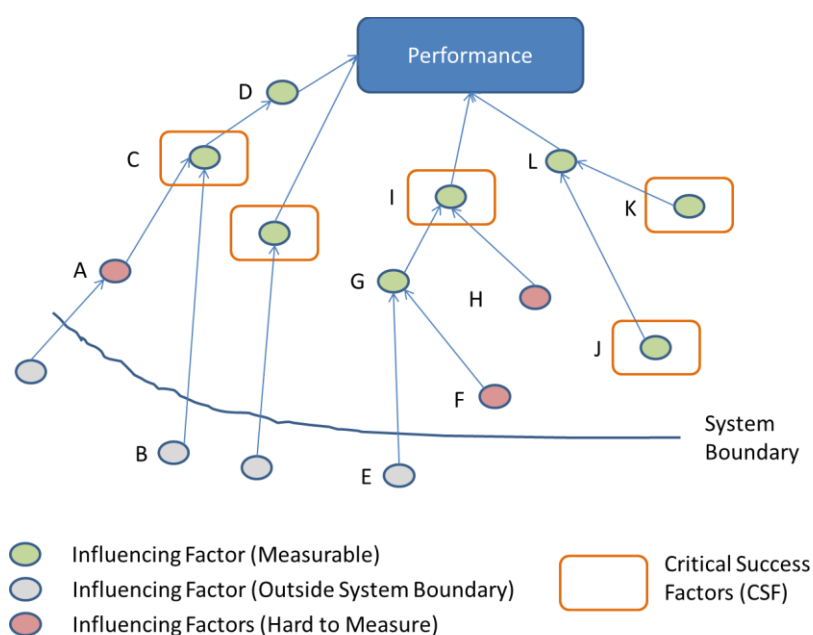 Performance
D
C
L
I
K
A
G
H
J
F
System
Boundary
B
E
Influencing Factor (Measurable)
Influencing Factor (Outside System Boundary)
Influencing Factors (Hard to Measure)
Critical Success
Factors (CSF)